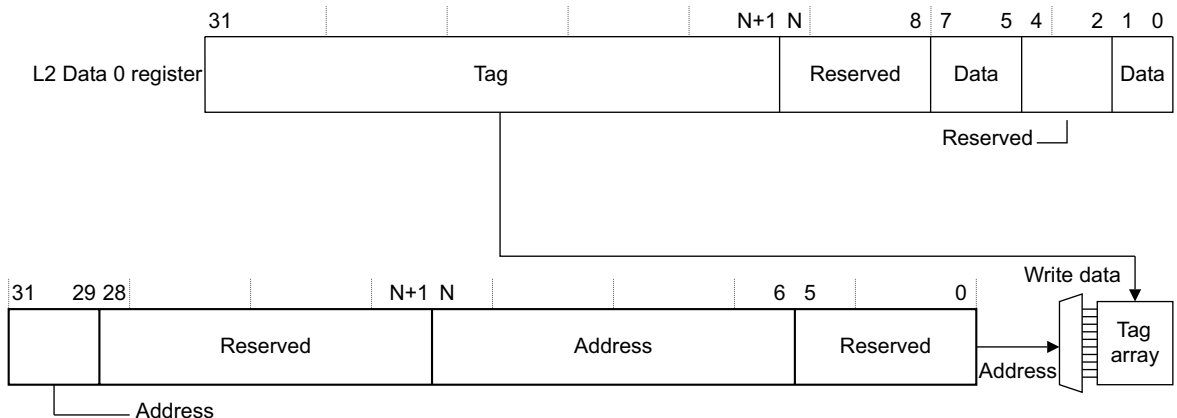 31 N+1 N 8 7 5 4 2 1 0
L2 Data 0 register Tag Reserved Data Data
Reserved
Write data
31 29 28 N+1 N 6 5 0
Reserved Address Reserved
Address
Tag
array
Address